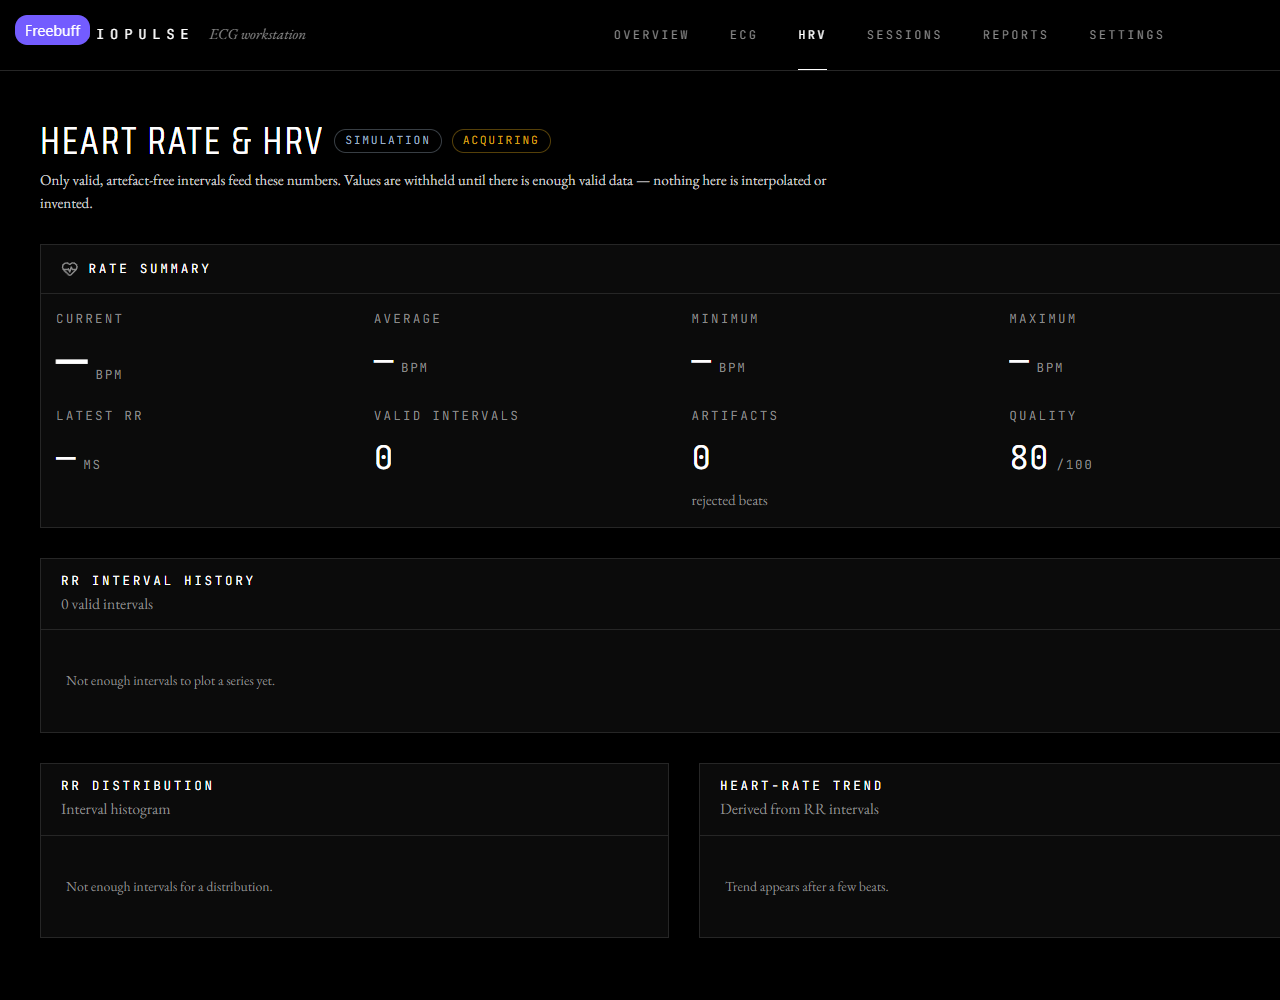 Freebuff IOPULSE ECG workstation OVERVIEW ECG HRV SESSIONS REPORTS SETTINGS
HEART RATE & HRV SIMULATION ACQUIRING
Only valid, artefact-free intervals feed these numbers. Values are withheld until there is enough valid data — nothing here is interpolated or
invented.
RATE SUMMARY
CURRENT AVERAGE MINIMUM MAXIMUM
— BPM — BPM — BPM — BPM
LATEST RR VALID INTERVALS ARTIFACTS QUALITY
— MS 0 0 80 /100
rejected beats
RR INTERVAL HISTORY
0 valid intervals
Not enough intervals to plot a series yet.
RR DISTRIBUTION HEART-RATE TREND
Interval histogram Derived from RR intervals
Not enough intervals for a distribution. Trend appears after a few beats.